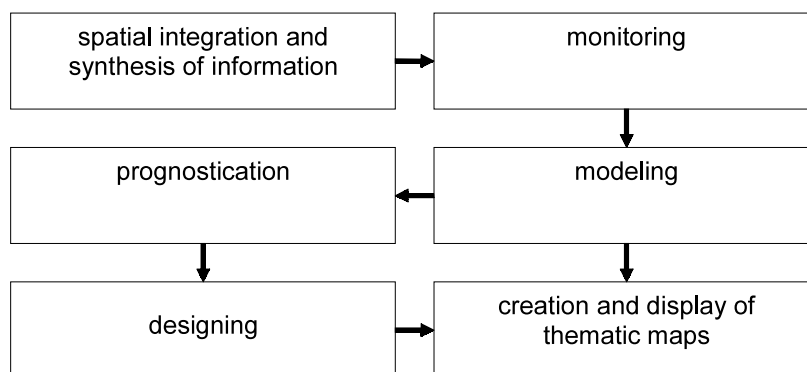 spatial integration and
synthesis of information
monitoring
prognostication
modeling
designing
creation and display of
thematic maps